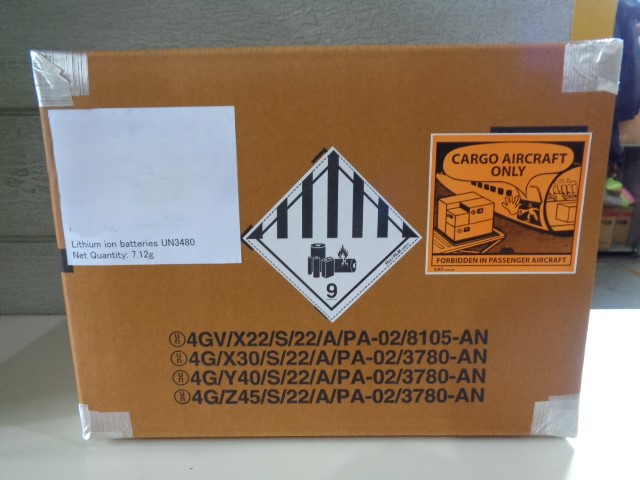 Lithium ion batteries UN3480
Net Quantity: 7.12g
9
CARGO AIRCRAFT
ONLY
FORBIDDEN IN PASSENGER AIRCRAFT
4GV/X22/S/22/A/PA-02/8105-AN
4G/X30/S/22/A/PA-02/3780-AN
4G/Y40/S/22/A/PA-02/3780-AN
4G/Z45/S/22/A/PA-02/3780-AN